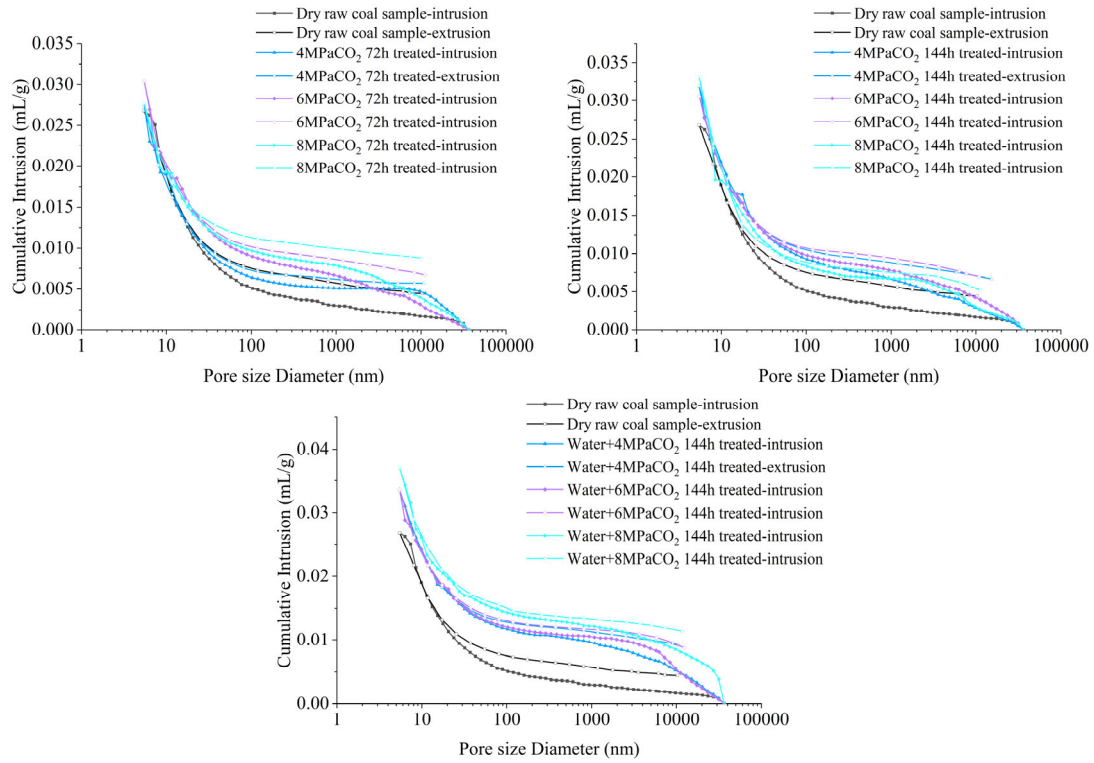 Dry raw coal sample-intrusion
Dry raw coal sample-extrusion
4MPaCO₂ 72h treated-intrusion
4MPaCO₂ 72h treated-extrusion
6MPaCO₂ 72h treated-intrusion
6MPaCO₂ 72h treated-intrusion
8MPaCO₂ 72h treated-intrusion
8MPaCO₂ 72h treated-intrusion
Cumulative Intrusion (mL/g)
0.035
0.030
0.025
0.020
0.015
0.010
0.005
0.000
1 10 100 1000 10000 100000
Pore size Diameter (nm)
Dry raw coal sample-intrusion
Dry raw coal sample-extrusion
4MPaCO₂ 144h treated-intrusion
4MPaCO₂ 144h treated-extrusion
6MPaCO₂ 144h treated-intrusion
6MPaCO₂ 144h treated-intrusion
8MPaCO₂ 144h treated-intrusion
8MPaCO₂ 144h treated-intrusion
Cumulative Intrusion (mL/g)
0.035
0.030
0.025
0.020
0.015
0.010
0.005
0.000
1 10 100 1000 10000 100000
Pore size Diameter (nm)
Dry raw coal sample-intrusion
Dry raw coal sample-extrusion
Water+4MPaCO₂ 144h treated-intrusion
Water+4MPaCO₂ 144h treated-extrusion
Water+6MPaCO₂ 144h treated-intrusion
Water+6MPaCO₂ 144h treated-intrusion
Water+8MPaCO₂ 144h treated-intrusion
Water+8MPaCO₂ 144h treated-intrusion
Cumulative Intrusion (mL/g)
0.04
0.03
0.02
0.01
0.00
1 10 100 1000 10000 100000
Pore size Diameter (nm)